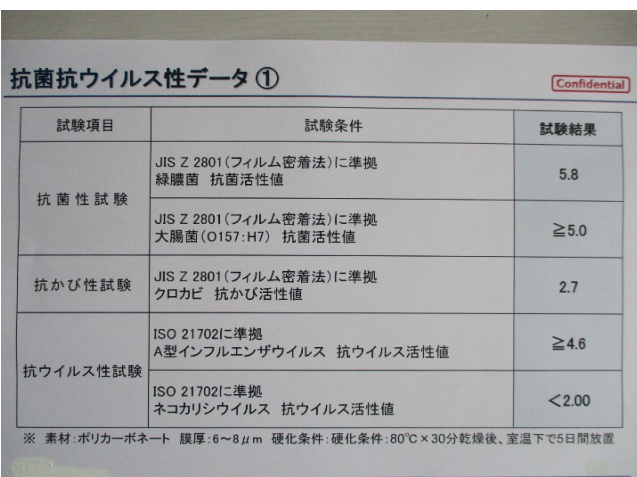 抗菌抗ウイルス性データ①
Confidential
試験項目 試験条件 試験結果
抗菌性試験
JIS Z 2801(フィルム密着法)に準拠
緑膿菌 抗菌活性値
5.8
JIS Z 2801(フィルム密着法)に準拠
大腸菌(O157:H7) 抗菌活性値
≧5.0
抗かび性試験
JIS Z 2801(フィルム密着法)に準拠
クロカビ 抗かび活性値
2.7
抗ウイルス性試験
ISO 21702に準拠
A型インフルエンザウイルス 抗ウイルス活性値
≧4.6
ISO 21702に準拠
ネコカリシウイルス 抗ウイルス活性値
<2.00
※ 素材:ポリカーボネート 膜厚:6~8μm 硬化条件:硬化条件:80℃×30分乾燥後、室温下で5日間放置